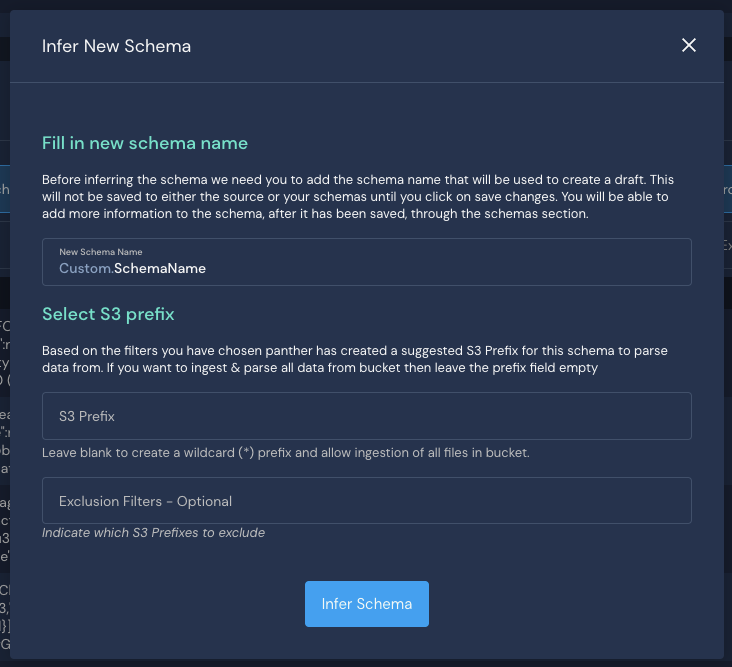 Infer New Schema
Fill in new schema name
Before inferring the schema we need you to add the schema name that will be used to create a draft. This
will not be saved to either the source or your schemas until you click on save changes. You will be able to
add more information to the schema, after it has been saved, through the schemas section.
New Schema Name
Custom.SchemaName
Select S3 prefix
Based on the filters you have chosen panther has created a suggested S3 Prefix for this schema to parse
data from. If you want to ingest & parse all data from bucket then leave the prefix field empty
S3 Prefix
Leave blank to create a wildcard (*) prefix and allow ingestion of all files in bucket.
Exclusion Filters - Optional
Indicate which S3 Prefixes to exclude
Infer Schema